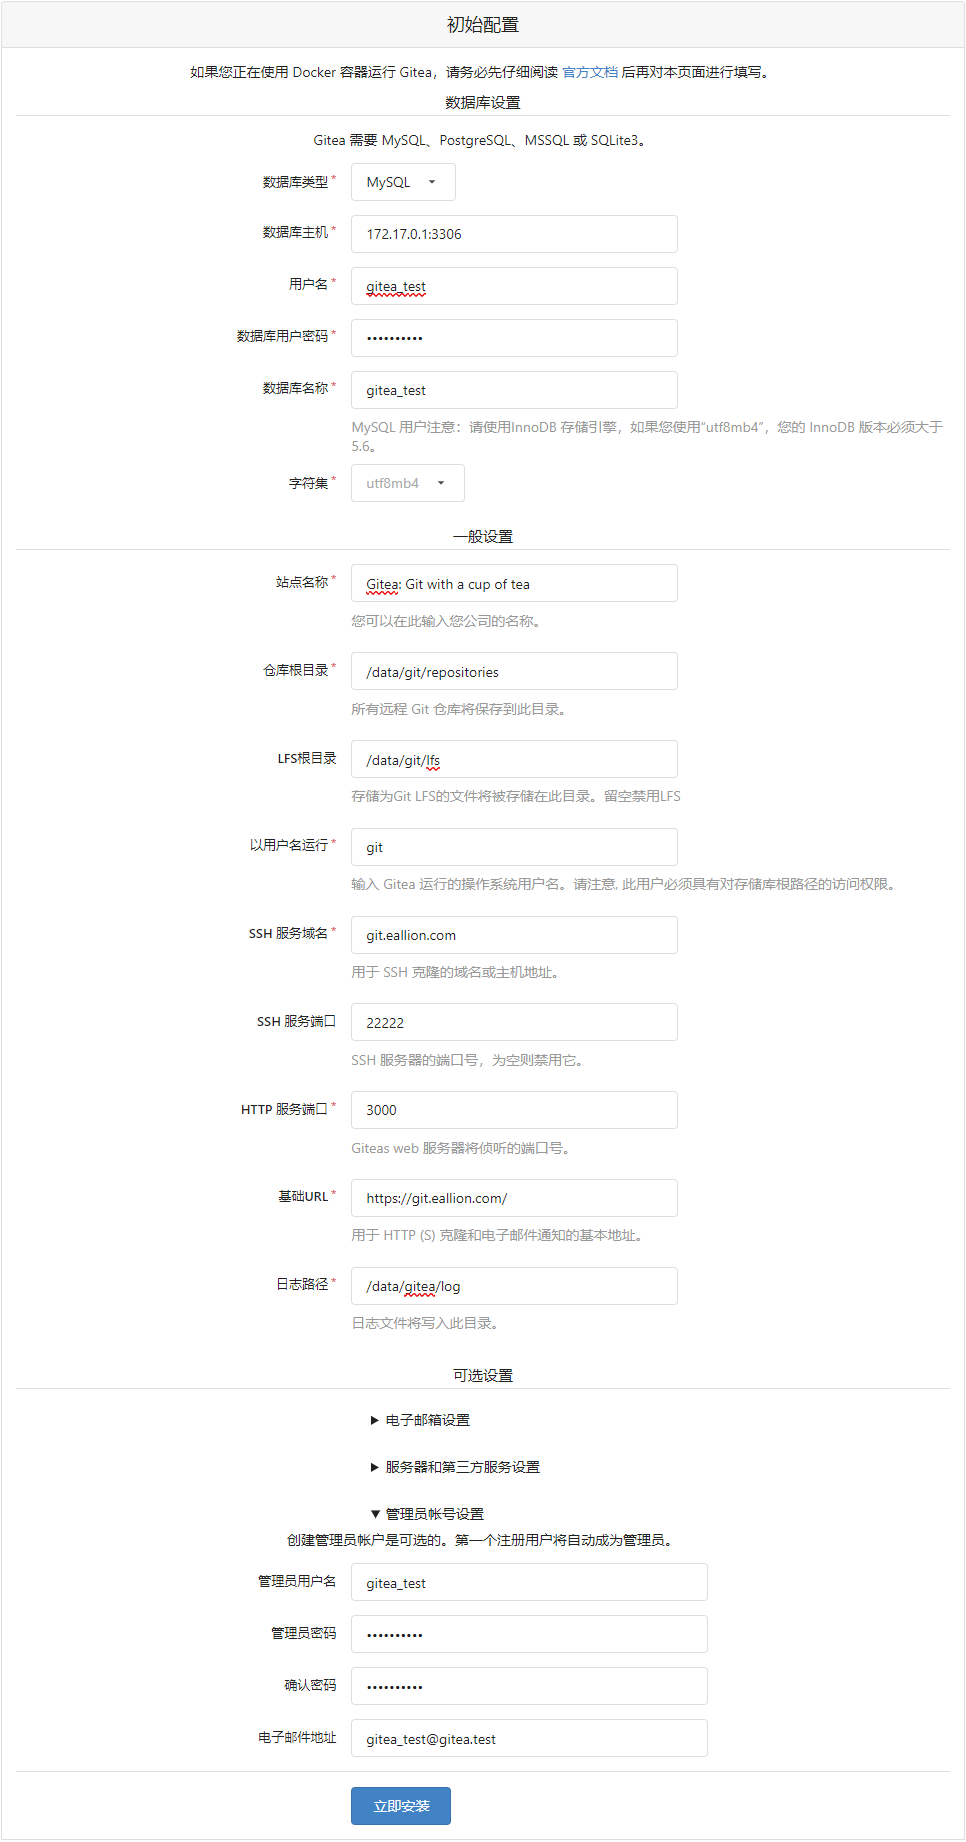 初始配置
如果您正在使用 Docker 容器运行 Gitea，请务必先仔细阅读 官方文档 后再对本页面进行填写。
数据库设置
Gitea 需要 MySQL、PostgreSQL、MSSQL 或 SQLite3。
数据库类型* MySQL
数据库主机* 172.17.0.1:3306
用户名* gitea_test
数据库用户密码* ••••••••••
数据库名称* gitea_test
MySQL 用户注意：请使用InnoDB 存储引擎，如果您使用“utf8mb4”，您的 InnoDB 版本必须大于
5.6。
字符集* utf8mb4
一般设置
站点名称* Gitea: Git with a cup of tea
您可以在此输入您公司的名称。
仓库根目录* /data/git/repositories
所有远程 Git 仓库将保存到此目录。
LFS根目录 /data/git/lfs
存储为Git LFS的文件将被存储在此目录。留空禁用LFS
以用户名运行* git
输入 Gitea 运行的操作系统用户名。请注意, 此用户必须具有对存储库根路径的访问权限。
SSH 服务域名* git.eallion.com
用于 SSH 克隆的域名或主机地址。
SSH 服务端口 22222
SSH 服务器的端口号，为空则禁用它。
HTTP 服务端口* 3000
Giteas web 服务器将侦听的端口号。
基础URL* https://git.eallion.com/
用于 HTTP (S) 克隆和电子邮件通知的基本地址。
日志路径* /data/gitea/log
日志文件将写入此目录。
可选设置
▶ 电子邮箱设置
▶ 服务器和第三方服务设置
▼ 管理员帐号设置
创建管理员帐户是可选的。第一个注册用户将自动成为管理员。
管理员用户名 gitea_test
管理员密码 ••••••••••
确认密码 ••••••••••
电子邮件地址 gitea_test@gitea.test
立即安装